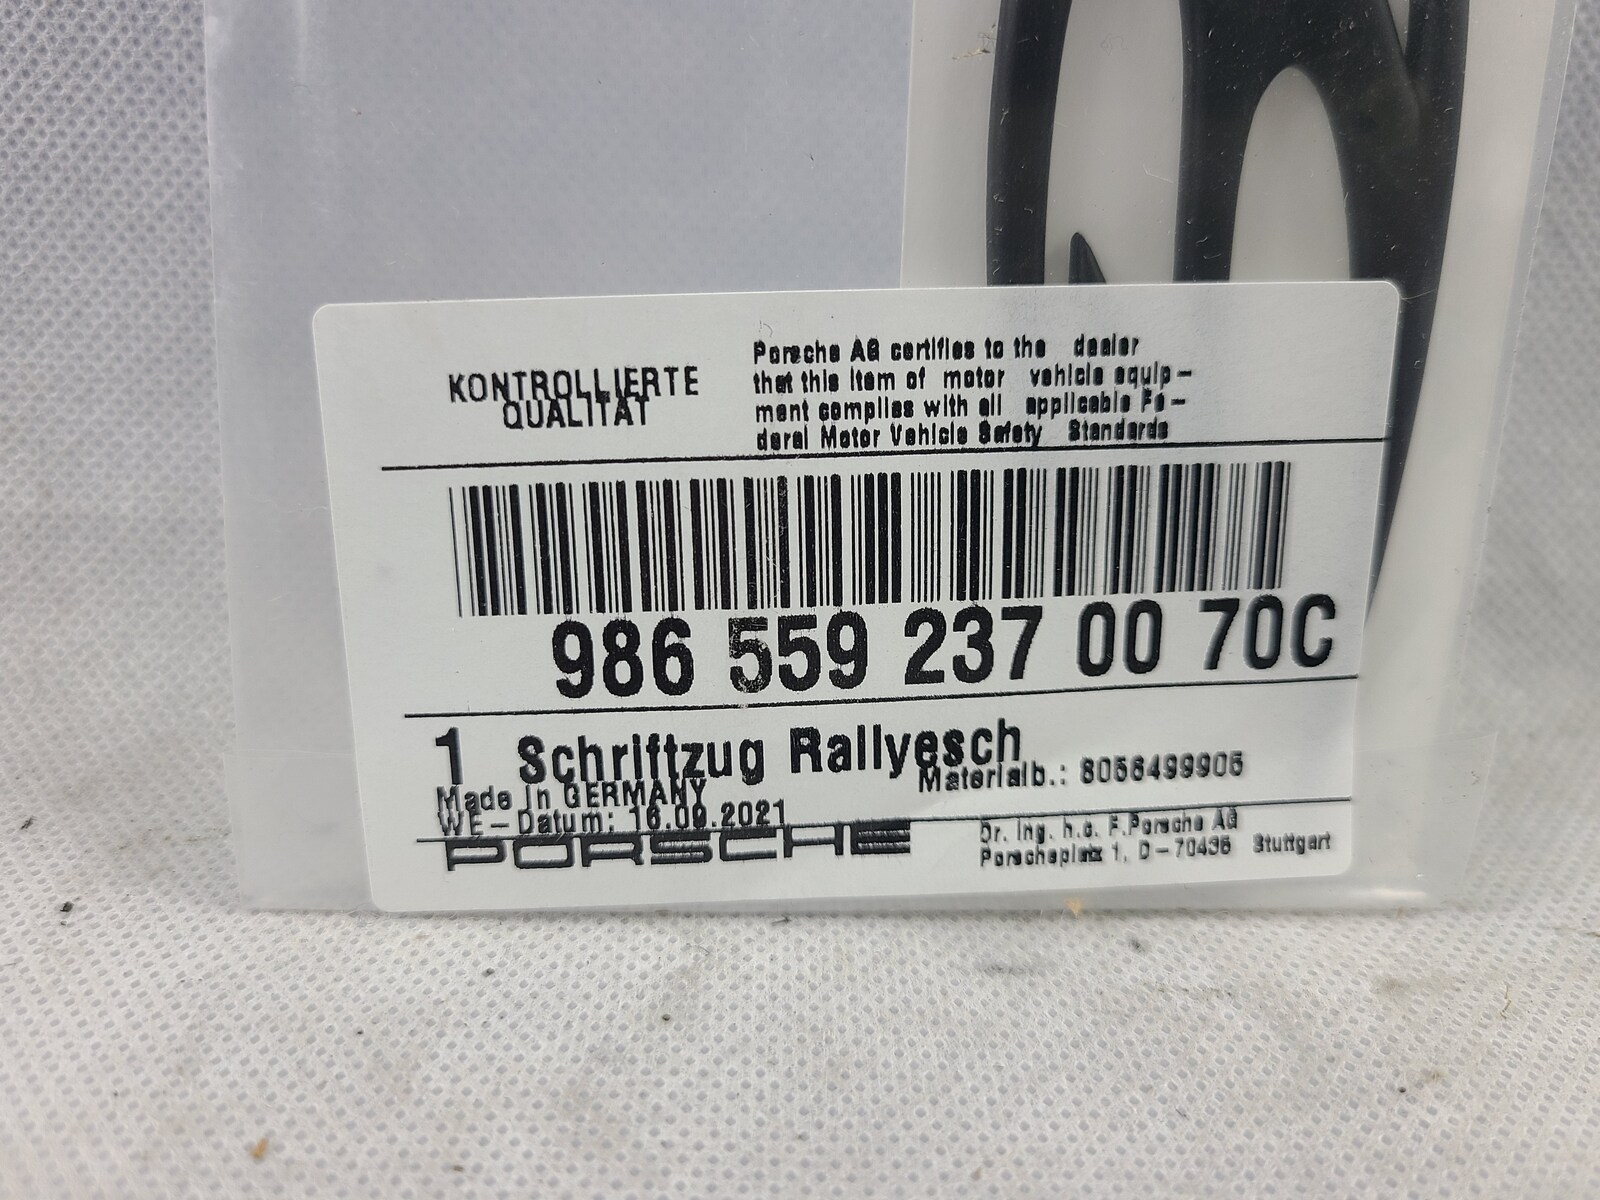 KONTROLLIERTE
QUALITÄT
Porsche AG certifies to the dealer
that this item of motor vehicle equip-
ment complies with all applicable Fe-
deral Motor Vehicle Safety Standards
986 559 237 00 70C
1 Schriftzug Rallyesch
Materialb.: 8056499905
Made in GERMANY
WE-Datum: 16.09.2021
PORSCHE
Dr. Ing. h.c. F.Porsche AG
Porscheplatz 1, D-70435 Stuttgart